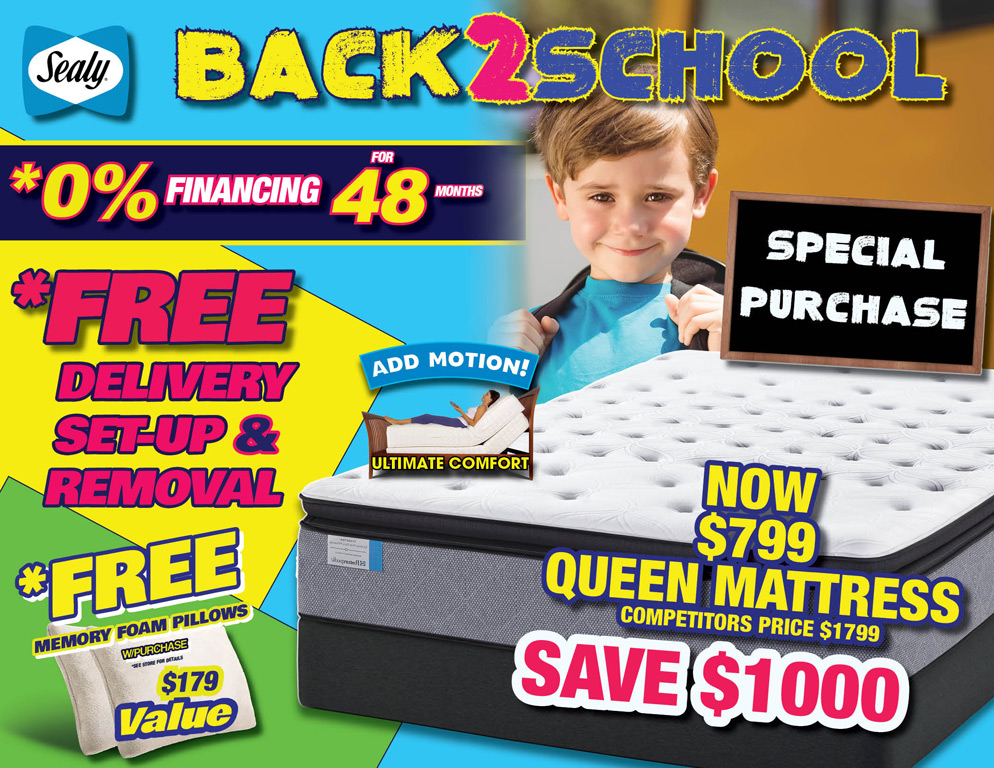 Sealy
BACK2SCHOOL
*0% FINANCING FOR 48 MONTHS
SPECIAL
PURCHASE
*FREE
DELIVERY
SET-UP &
REMOVAL
ADD MOTION!
ULTIMATE COMFORT
*FREE
MEMORY FOAM PILLOWS
W/PURCHASE
*SEE STORE FOR DETAILS
$179
Value
NOW
$799
QUEEN MATTRESS
COMPETITORS PRICE $1799
SAVE $1000